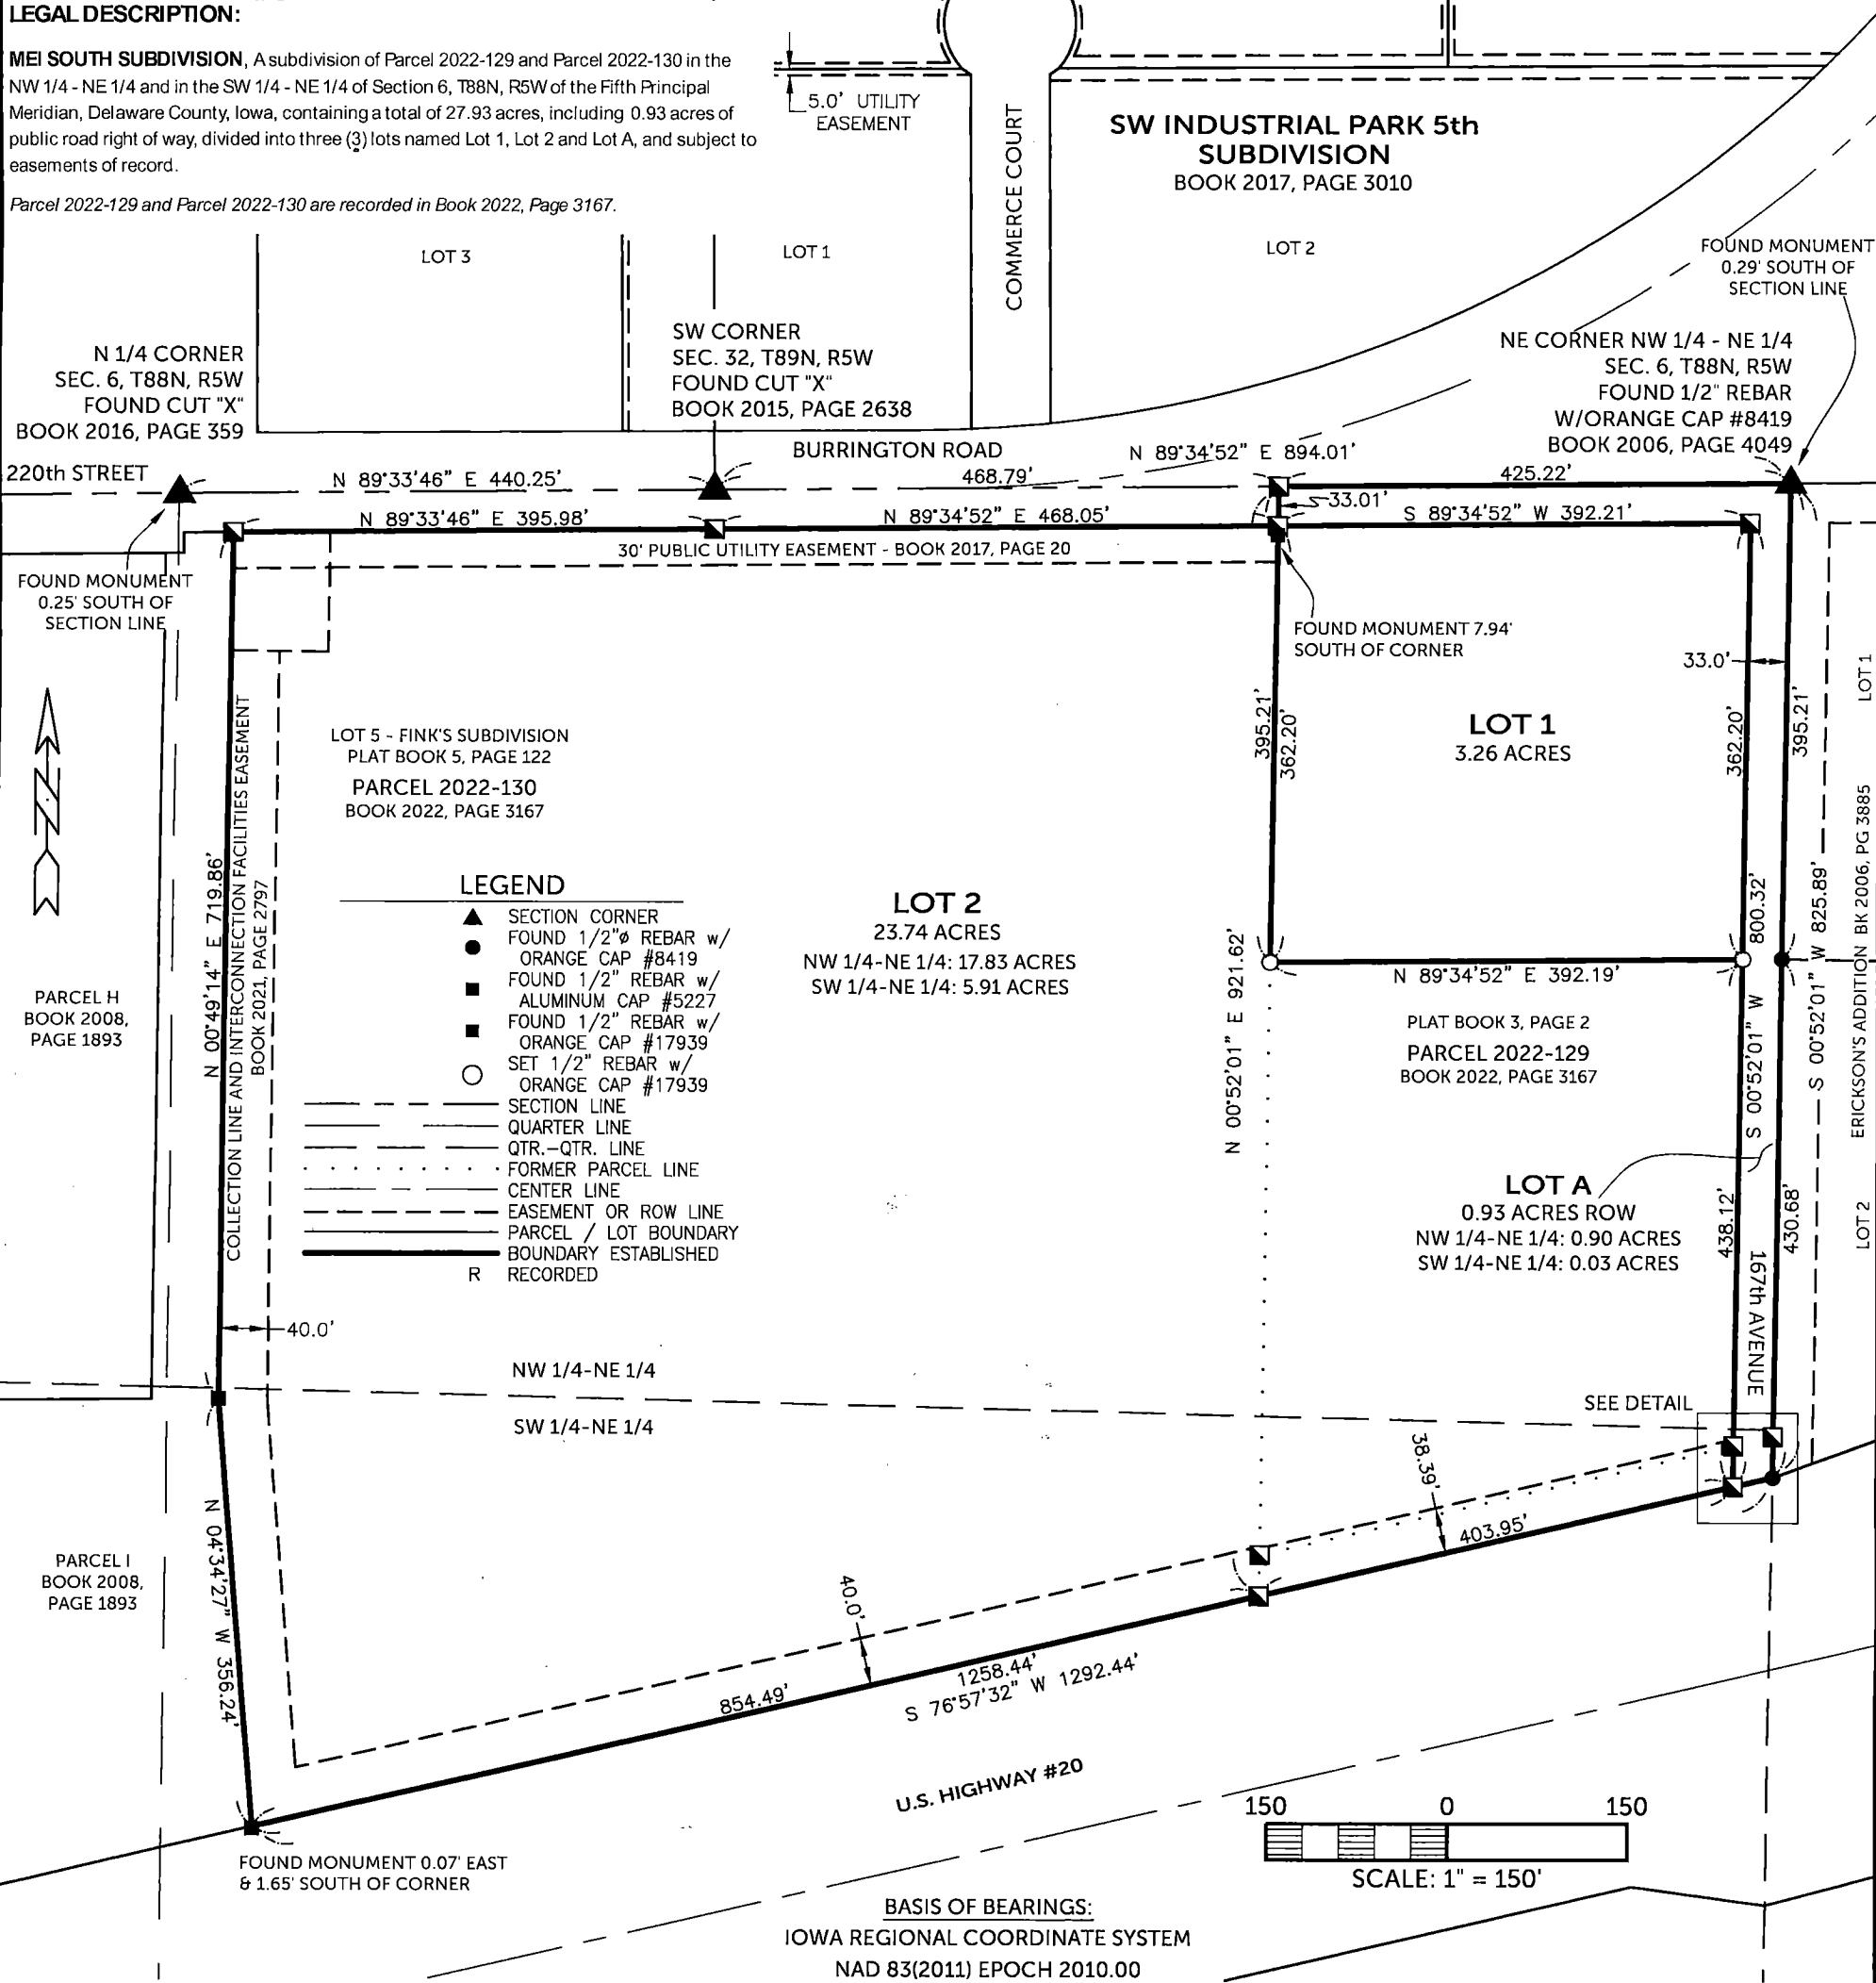 LEGAL DESCRIPTION:
MEI SOUTH SUBDIVISION, A subdivision of Parcel 2022-129 and Parcel 2022-130 in the
NW 1/4 - NE 1/4 and in the SW 1/4 - NE 1/4 of Section 6, T88N, R5W of the Fifth Principal
Meridian, Delaware County, Iowa, containing a total of 27.93 acres, including 0.93 acres of
public road right of way, divided into three (3) lots named Lot 1, Lot 2 and Lot A, and subject to
easements of record.
Parcel 2022-129 and Parcel 2022-130 are recorded in Book 2022, Page 3167.
5.0' UTILITY
EASEMENT
COMMERCE COURT
SW INDUSTRIAL PARK 5th
SUBDIVISION
BOOK 2017, PAGE 3010
LOT 3
LOT 1
LOT 2
FOUND MONUMENT
0.29' SOUTH OF
SECTION LINE
N 1/4 CORNER
SEC. 6, T88N, R5W
FOUND CUT "X"
BOOK 2016, PAGE 359
SW CORNER
SEC. 32, T89N, R5W
FOUND CUT "X"
BOOK 2015, PAGE 2638
NE CORNER NW 1/4 - NE 1/4
SEC. 6, T88N, R5W
FOUND 1/2" REBAR
W/ORANGE CAP #8419
BOOK 2006, PAGE 4049
220th STREET
BURRINGTON ROAD
N 89°33'46" E 440.25'
468.79'
N 89°34'52" E 894.01'
425.22'
33.01'
N 89°33'46" E 395.98'
N 89°34'52" E 468.05'
S 89°34'52" W 392.21'
30' PUBLIC UTILITY EASEMENT - BOOK 2017, PAGE 20
FOUND MONUMENT
0.25' SOUTH OF
SECTION LINE
FOUND MONUMENT 7.94'
SOUTH OF CORNER
33.0'
LOT 1
395.21'
362.20'
LOT 1
3.26 ACRES
362.20'
395.21'
LOT 5 - FINK'S SUBDIVISION
PLAT BOOK 5, PAGE 122
PARCEL 2022-130
BOOK 2022, PAGE 3167
N 00°49'14" E 719.86'
COLLECTION LINE AND INTERCONNECTION FACILITIES EASEMENT
BOOK 2021, PAGE 2797
LEGEND
SECTION CORNER
FOUND 1/2"ø REBAR w/
ORANGE CAP #8419
FOUND 1/2" REBAR w/
ALUMINUM CAP #5227
FOUND 1/2" REBAR w/
ORANGE CAP #17939
SET 1/2" REBAR w/
ORANGE CAP #17939
SECTION LINE
QUARTER LINE
QTR.-QTR. LINE
FORMER PARCEL LINE
CENTER LINE
EASEMENT OR ROW LINE
PARCEL / LOT BOUNDARY
BOUNDARY ESTABLISHED
R RECORDED
LOT 2
23.74 ACRES
NW 1/4-NE 1/4: 17.83 ACRES
SW 1/4-NE 1/4: 5.91 ACRES
N 00°52'01" E 921.62'
N 89°34'52" E 392.19'
800.32'
S 00°52'01" W
S 00°52'01" W 825.89'
ERICKSON'S ADDITION BK 2006, PG 3885
PLAT BOOK 3, PAGE 2
PARCEL 2022-129
BOOK 2022, PAGE 3167
PARCEL H
BOOK 2008,
PAGE 1893
LOT A
0.93 ACRES ROW
NW 1/4-NE 1/4: 0.90 ACRES
SW 1/4-NE 1/4: 0.03 ACRES
438.12'
167th AVENUE
430.68'
LOT 2
40.0'
NW 1/4-NE 1/4
SW 1/4-NE 1/4
SEE DETAIL
38.39'
403.95'
N 04°34'27" W 356.24'
PARCEL I
BOOK 2008,
PAGE 1893
40.0'
854.49'
1258.44'
S 76°57'32" W 1292.44'
U.S. HIGHWAY #20
FOUND MONUMENT 0.07' EAST
& 1.65' SOUTH OF CORNER
150 0 150
SCALE: 1" = 150'
BASIS OF BEARINGS:
IOWA REGIONAL COORDINATE SYSTEM
NAD 83(2011) EPOCH 2010.00
N